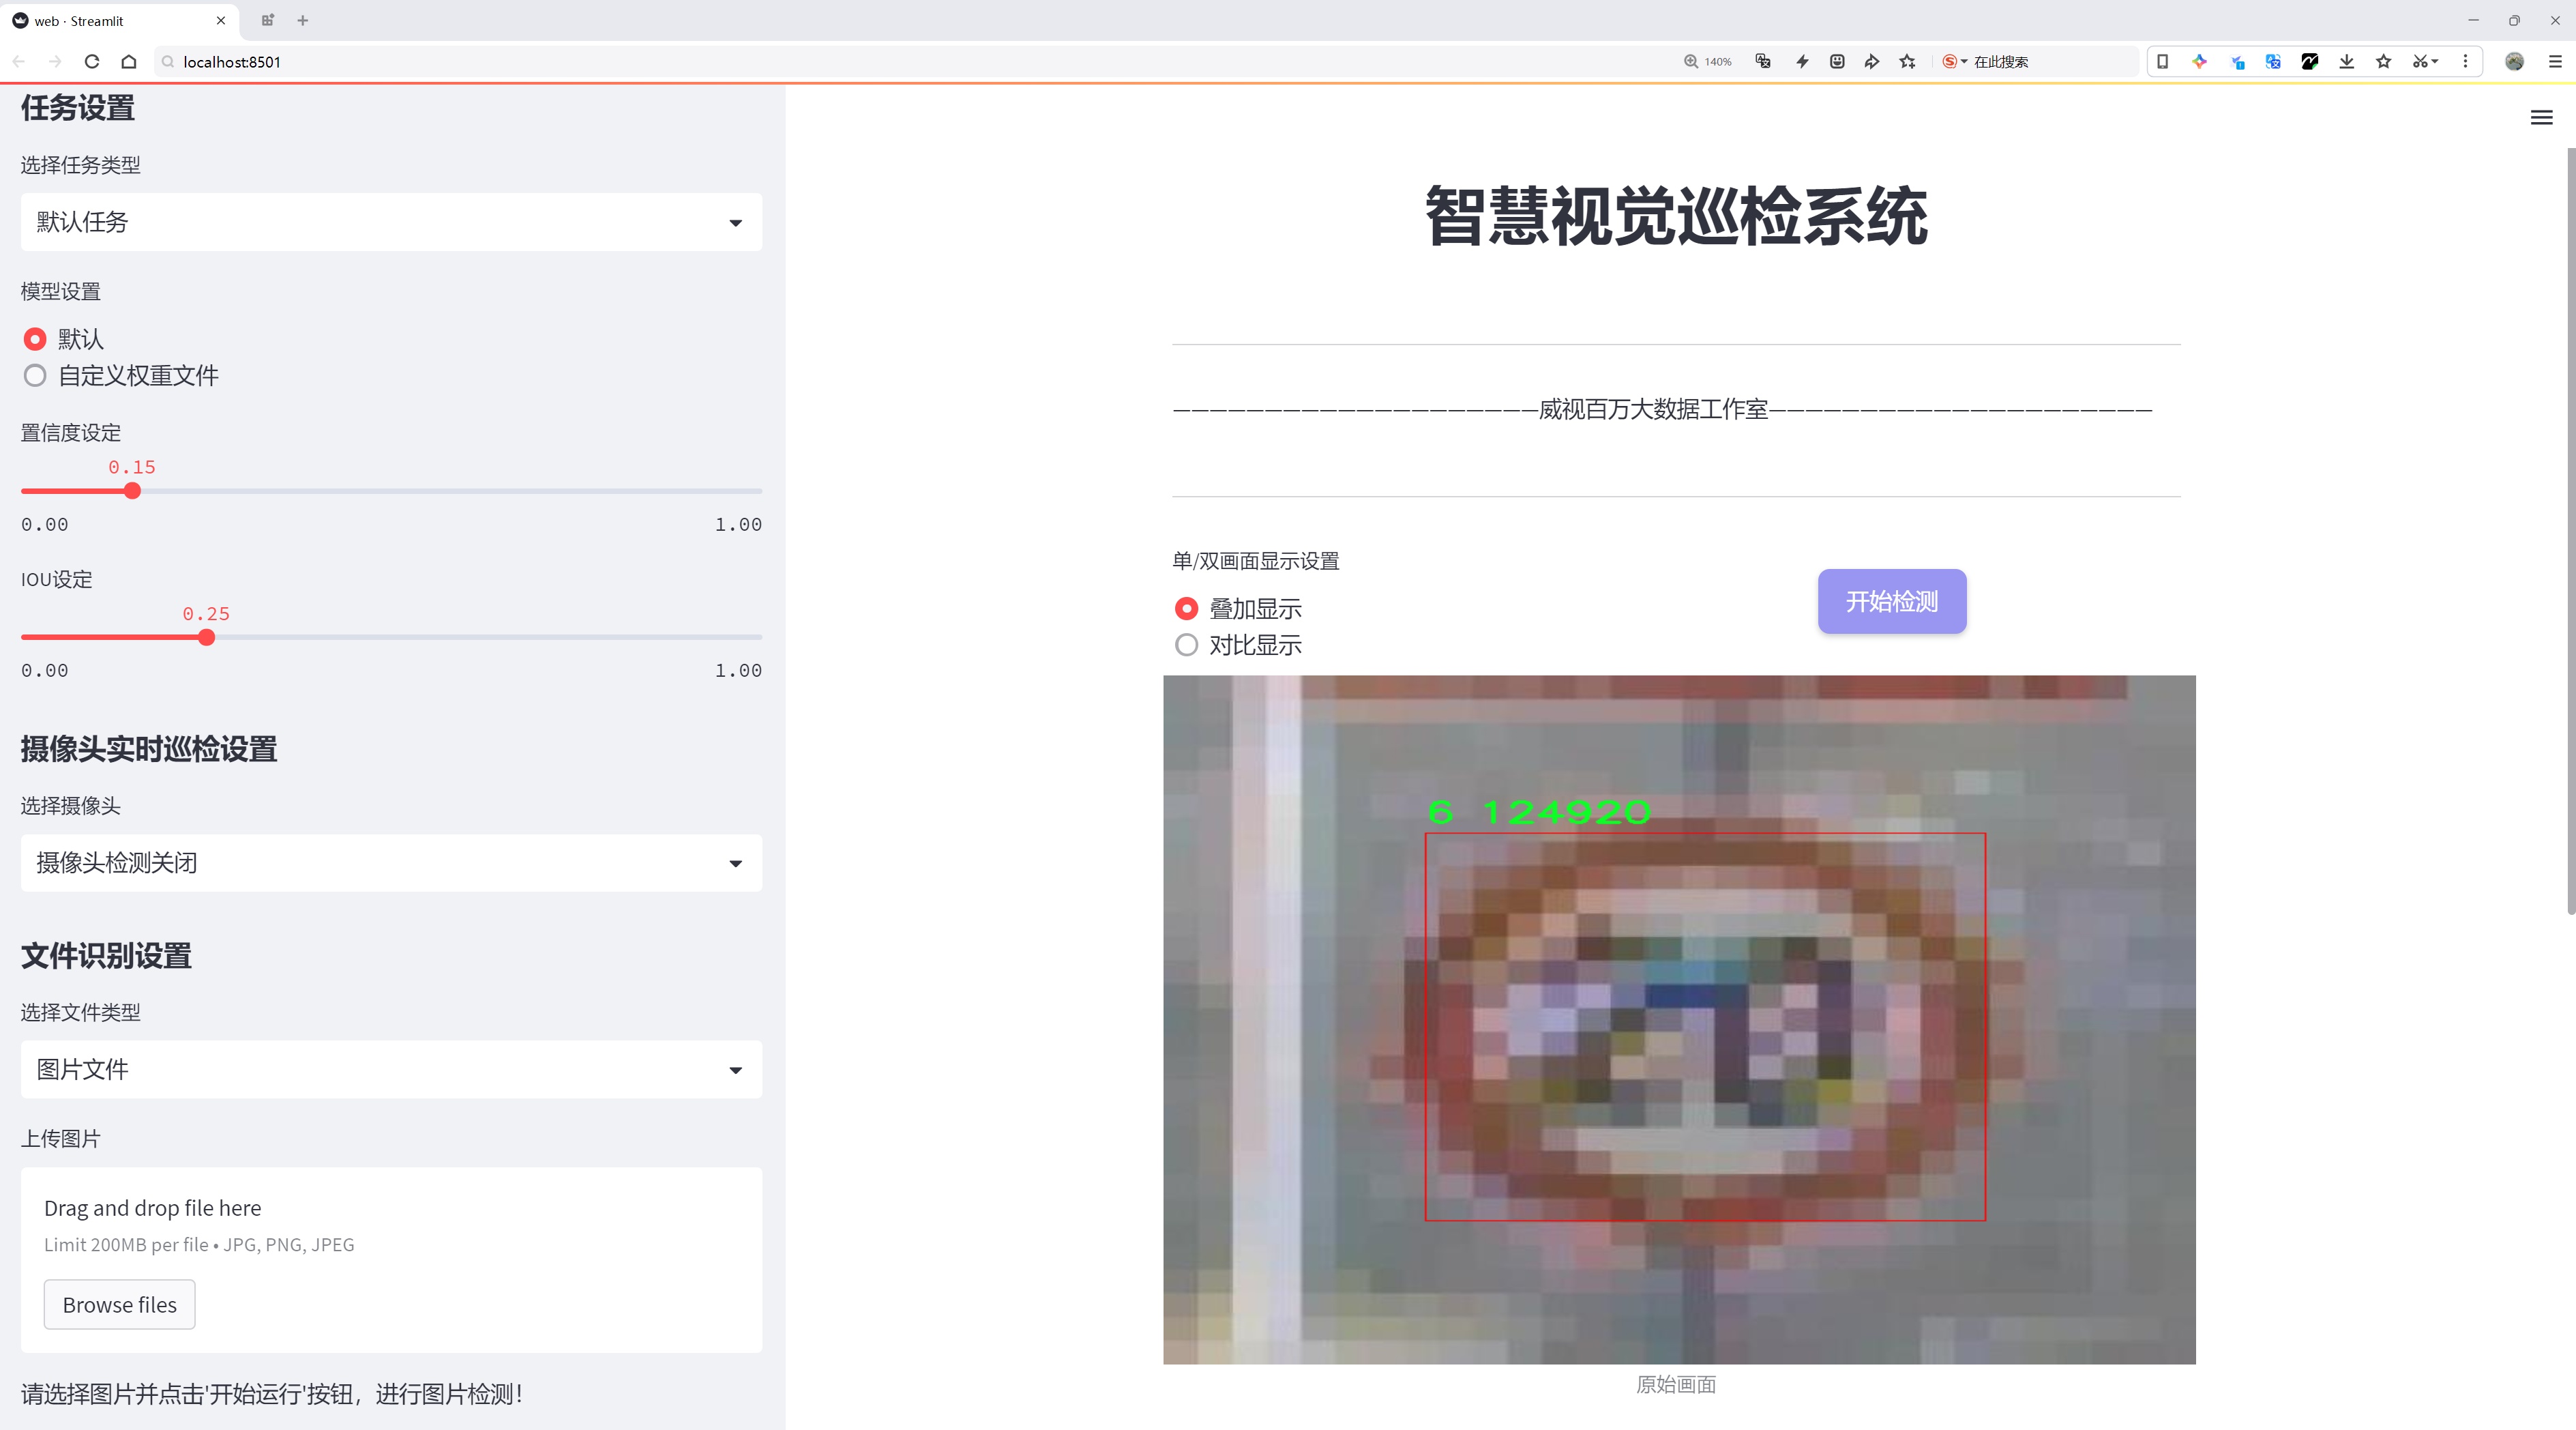 web · Streamlit
localhost:8501
140%
在此搜索
任务设置
选择任务类型
默认任务
模型设置
默认
自定义权重文件
置信度设定
0.15
0.00 1.00
IOU设定
0.25
0.00 1.00
摄像头实时巡检设置
选择摄像头
摄像头检测关闭
文件识别设置
选择文件类型
图片文件
上传图片
Drag and drop file here
Limit 200MB per file • JPG, PNG, JPEG
Browse files
请选择图片并点击'开始运行'按钮，进行图片检测！
智慧视觉巡检系统
————————————————————威视百万大数据工作室—————————————————————
单/双画面显示设置
叠加显示
对比显示
开始检测
6 124920
原始画面